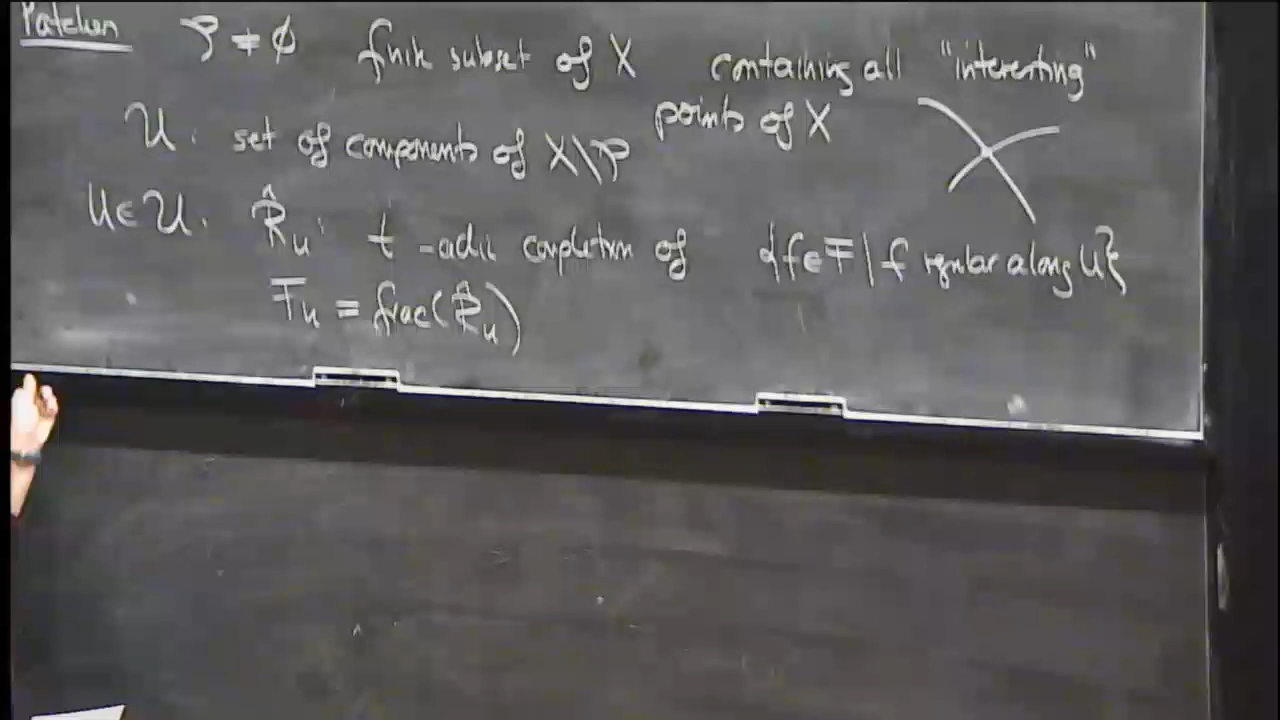 Patches P ≠ ∅ finite subset of X containing all "interesting"
points of X
U : set of components of X\P
U ∈ U. R̂_U : t-adic completion of {f ∈ F | f regular along U}
F_U = frac(R̂_U)